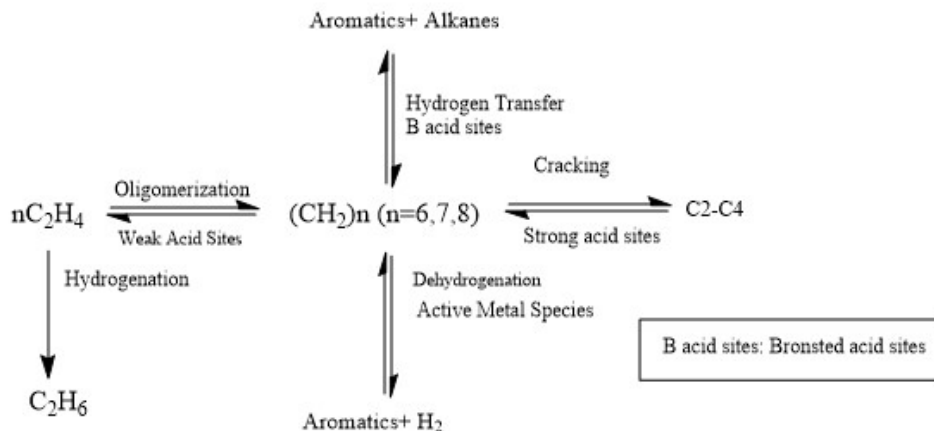 Aromatics+ Alkanes
Hydrogen Transfer
B acid sites
Cracking
Oligomerization
nC₂H₄
(CH₂)n (n=6,7,8)
C2-C4
Weak Acid Sites
Strong acid sites
Hydrogenation
Dehydrogenation
Active Metal Species
B acid sites: Bronsted acid sites
C₂H₆
Aromatics+ H₂